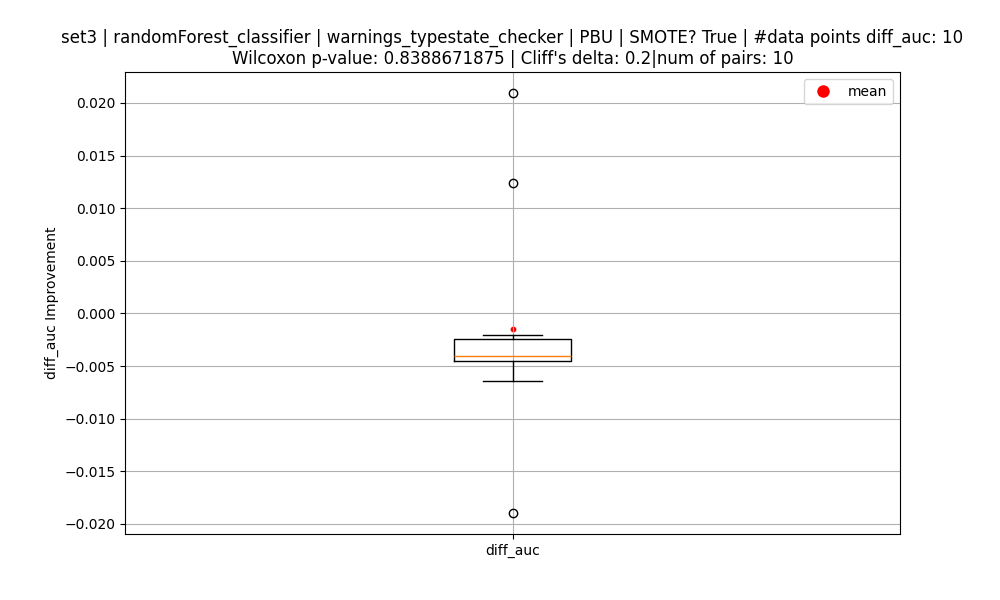 set3 | randomForest_classifier | warnings_typestate_checker | PBU | SMOTE? True | #data points diff_auc: 10
Wilcoxon p-value: 0.8388671875 | Cliff's delta: 0.2|num of pairs: 10
mean
0.020
0.015
0.010
0.005
0.000
−0.005
−0.010
−0.015
−0.020
diff_auc Improvement
diff_auc